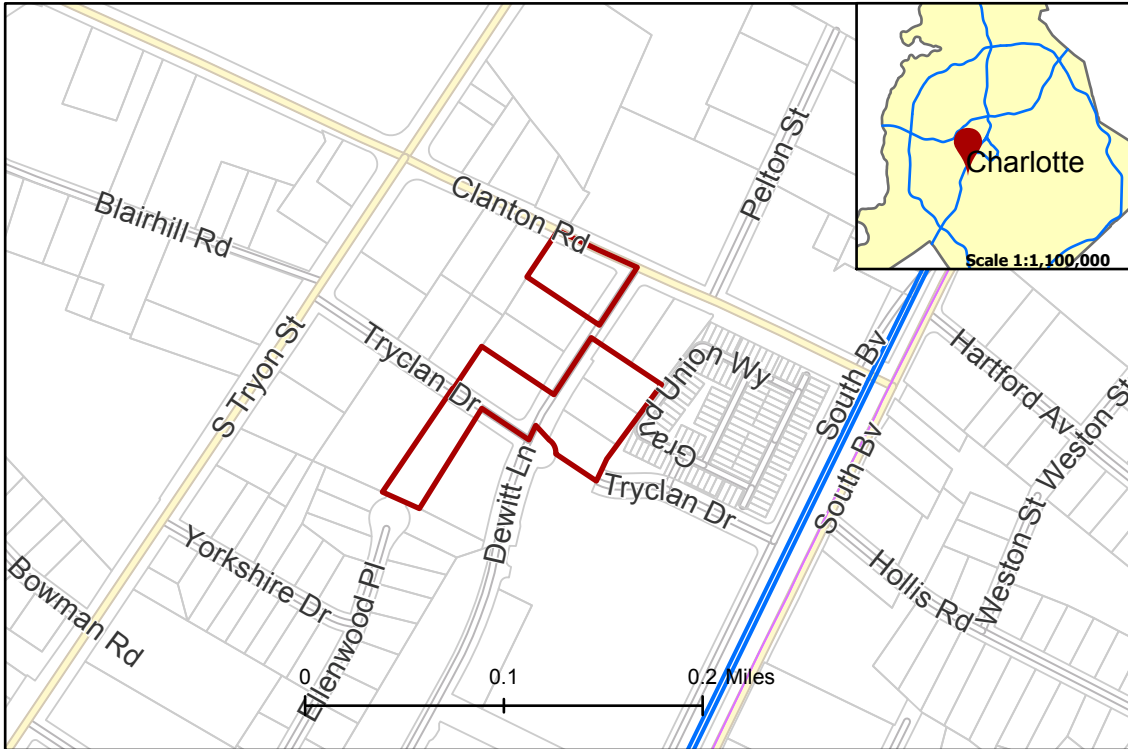 Pelton St
Charlotte
Scale 1:1,100,000
Clanton Rd
Blairhill Rd
S Tryon St
Tryclan Dr
Grayd Union Wy
South Bv
Hartford Av
Weston St
South Bv
Dewitt Ln
Tryclan Dr
Weston St
Hollis Rd
Yorkshire Dr
Bowman Rd
Ellenwood Pl
0 0.1 0.2 Miles